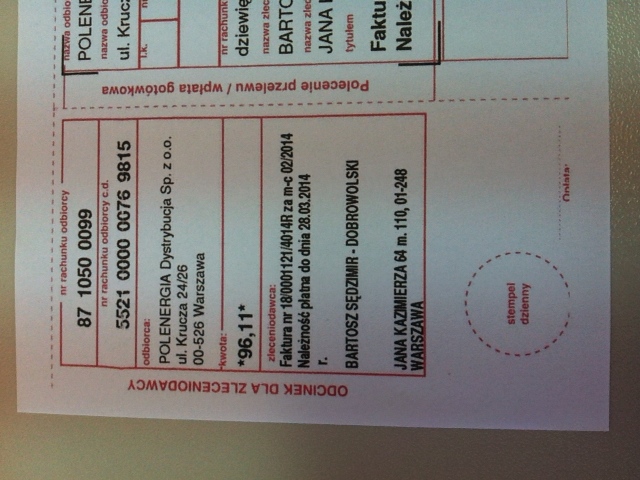 ODCINEK DLA ZLECENIODAWCY
nr rachunku odbiorcy
87 1050 0099
nr rachunku odbiorcy c.d.
5521 0000 0076 9815
odbiorca:
POLENERGIA Dystrybucja Sp. z o.o.
ul. Krucza 24/26
00-526 Warszawa
kwota:
*96,11*
zleceniodawca:
Faktura nr 18/0001121/4014R za m-c 02/2014
Należność płatna do dnia 28.03.2014
r.
BARTOSZ SĘDZIMIR - DOBROWOLSKI
JANA KAZIMIERZA 64 m. 110, 01-248
WARSZAWA
stempel
dzienny
Opłata:
Polecenie przelewu / wpłata gotówkowa
nazwa odbio
POLENE
nazwa odbio
ul. Krucz
l.k.
nr rachunk
dziewię
nazwa zlec
BARTO
nazwa zlec
JANA
tytułem
Faktu
Należ